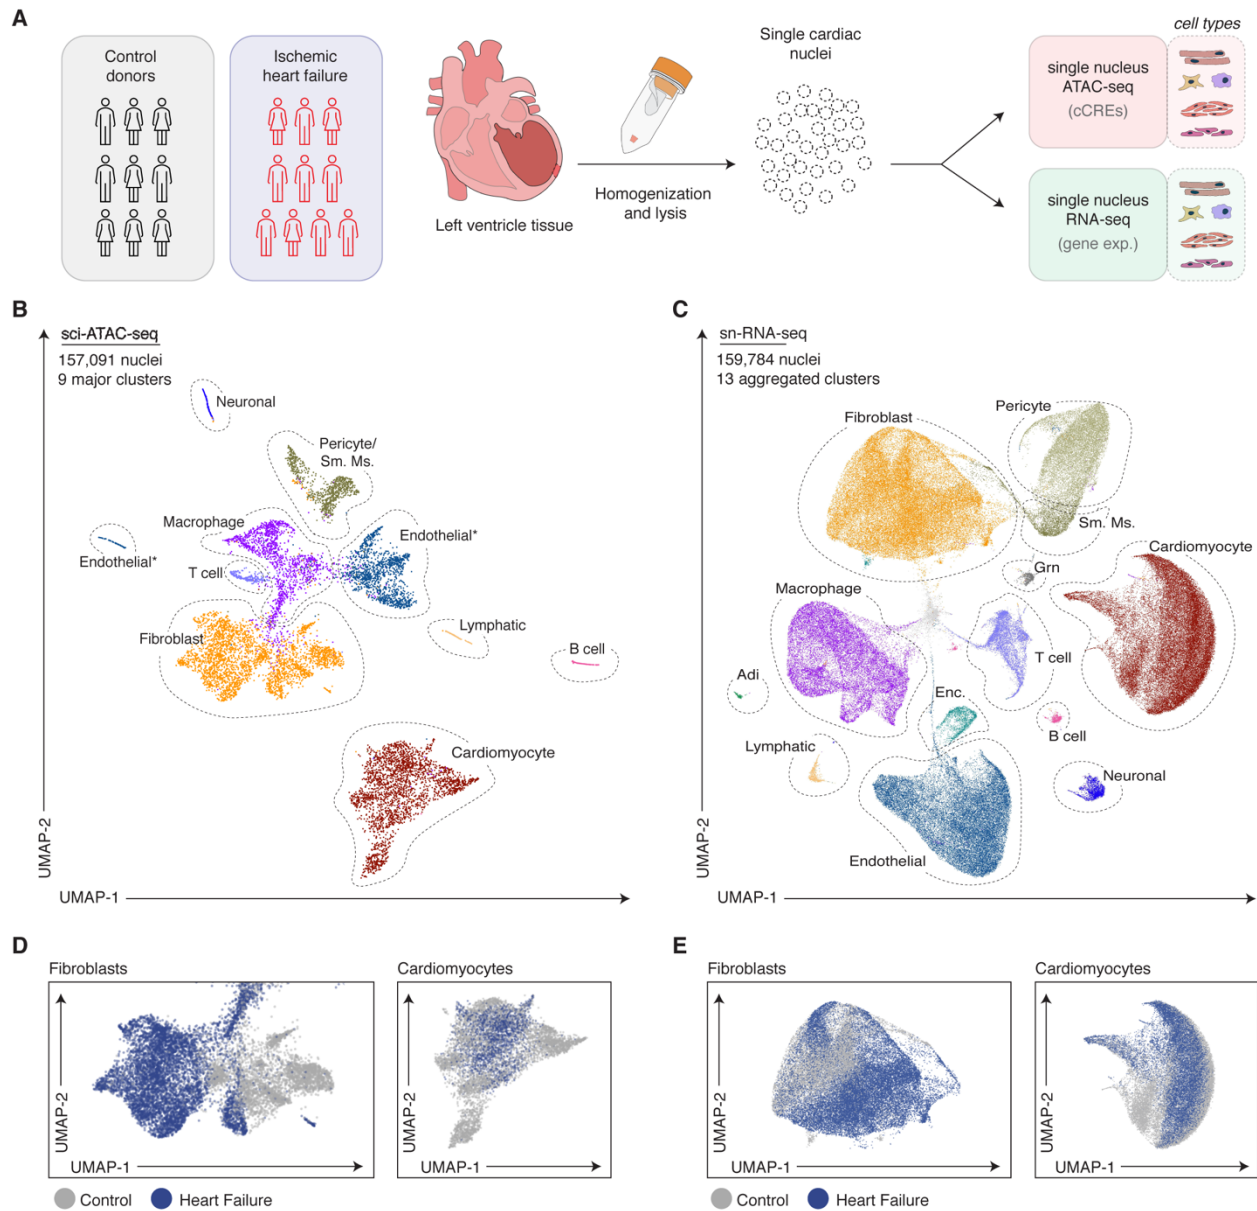 A
Control
donors
Ischemic
heart failure
Left ventricle tissue
Homogenization
and lysis
Single cardiac
nuclei
cell types
single nucleus
ATAC-seq
(cCREs)
single nucleus
RNA-seq
(gene exp.)
B
sci-ATAC-seq
157,091 nuclei
9 major clusters
Neuronal
Pericyte/
Sm. Ms.
Macrophage
Endothelial*
Endothelial*
T cell
Fibroblast
Lymphatic
B cell
Cardiomyocyte
UMAP-2
UMAP-1
C
sn-RNA-seq
159,784 nuclei
13 aggregated clusters
Fibroblast
Pericyte
Sm. Ms.
Cardiomyocyte
Grn
Macrophage
T cell
Adi
Enc.
B cell
Lymphatic
Neuronal
Endothelial
UMAP-2
UMAP-1
D
Fibroblasts
UMAP-2
UMAP-1
Cardiomyocytes
UMAP-2
UMAP-1
Control
Heart Failure
E
Fibroblasts
UMAP-2
UMAP-1
Cardiomyocytes
UMAP-2
UMAP-1
Control
Heart Failure